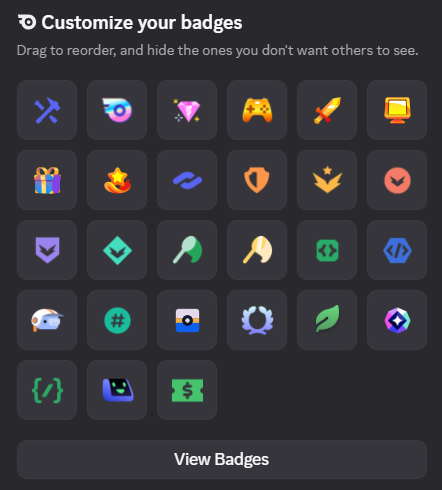 Customize your badges
Drag to reorder, and hide the ones you don't want others to see.
View Badges